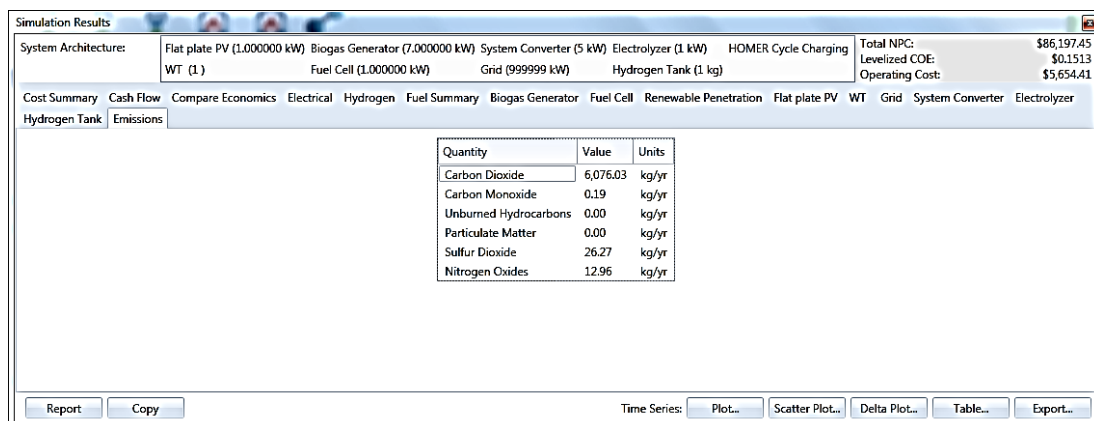 Simulation Results
System Architecture: Flat plate PV (1.000000 kW) Biogas Generator (7.000000 kW) System Converter (5 kW) Electrolyzer (1 kW) HOMER Cycle Charging
WT (1 ) Fuel Cell (1.000000 kW) Grid (999999 kW) Hydrogen Tank (1 kg)
Total NPC: $86,197.45
Levelized COE: $0.1513
Operating Cost: $5,654.41
Cost Summary Cash Flow Compare Economics Electrical Hydrogen Fuel Summary Biogas Generator Fuel Cell Renewable Penetration Flat plate PV WT Grid System Converter Electrolyzer
Hydrogen Tank Emissions
Quantity Value Units
Carbon Dioxide 6,076.03 kg/yr
Carbon Monoxide 0.19 kg/yr
Unburned Hydrocarbons 0.00 kg/yr
Particulate Matter 0.00 kg/yr
Sulfur Dioxide 26.27 kg/yr
Nitrogen Oxides 12.96 kg/yr
Report Copy Time Series: Plot... Scatter Plot... Delta Plot... Table... Export...